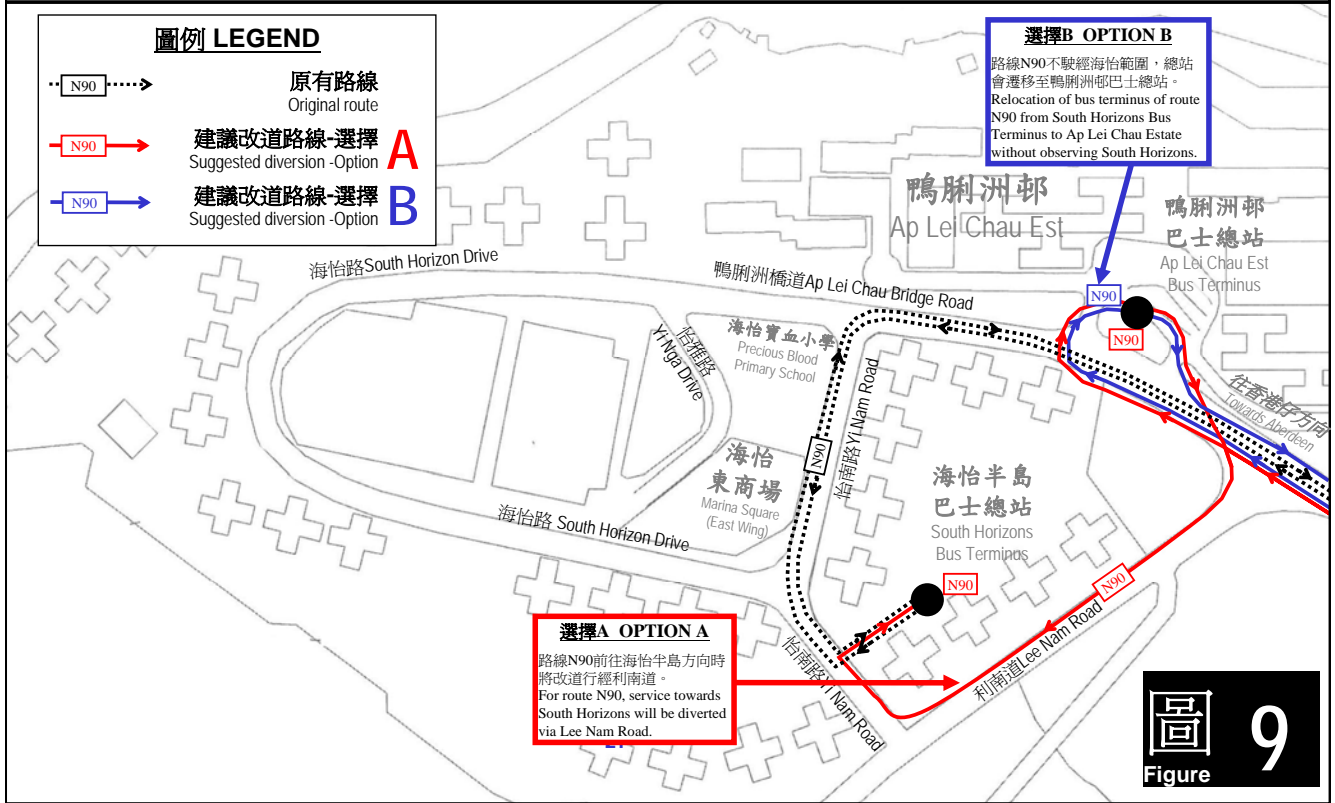 圖例 LEGEND
N90
原有路線
Original route
N90
建議改道路線-選擇 A
Suggested diversion -Option
N90
建議改道路線-選擇 B
Suggested diversion -Option
選擇B OPTION B
路線N90不駛經海怡範圍，總站
會遷移至鴨脷洲邨巴士總站。
Relocation of bus terminus of route
N90 from South Horizons Bus
Terminus to Ap Lei Chau Estate
without observing South Horizons.
鴨脷洲邨
Ap Lei Chau Est
鴨脷洲邨
巴士總站
Ap Lei Chau Est
Bus Terminus
海怡路South Horizon Drive
鴨脷洲橋道Ap Lei Chau Bridge Road
N90
N90
怡雅路
Yi Nga Drive
海怡寶血小學
Precious Blood
Primary School
往香港仔方向
Towards Aberdeen
怡南路Yi Nam Road
N90
海怡
東商場
Marina Square
(East Wing)
海怡半島
巴士總站
South Horizons
Bus Terminus
海怡路 South Horizon Drive
N90
N90
利南道Lee Nam Road
怡南路Yi Nam Road
選擇A OPTION A
路線N90前往海怡半島方向時
將改道行經利南道。
For route N90, service towards
South Horizons will be diverted
via Lee Nam Road.
圖 9
Figure